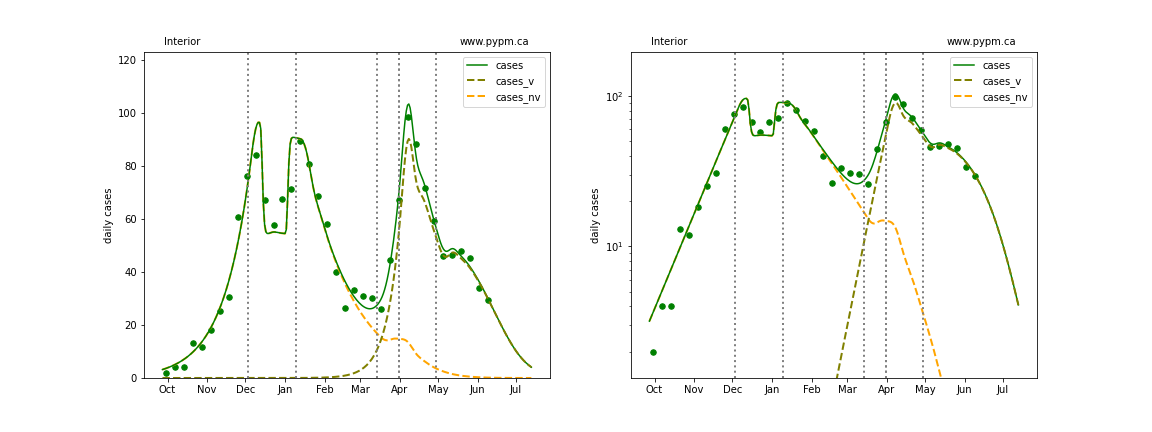 Interior www.pypm.ca
120
100
80
60
40
20
0
daily cases
cases
cases_v
cases_nv
Oct Nov Dec Jan Feb Mar Apr May Jun Jul
Interior www.pypm.ca
10²
10¹
daily cases
cases
cases_v
cases_nv
Oct Nov Dec Jan Feb Mar Apr May Jun Jul